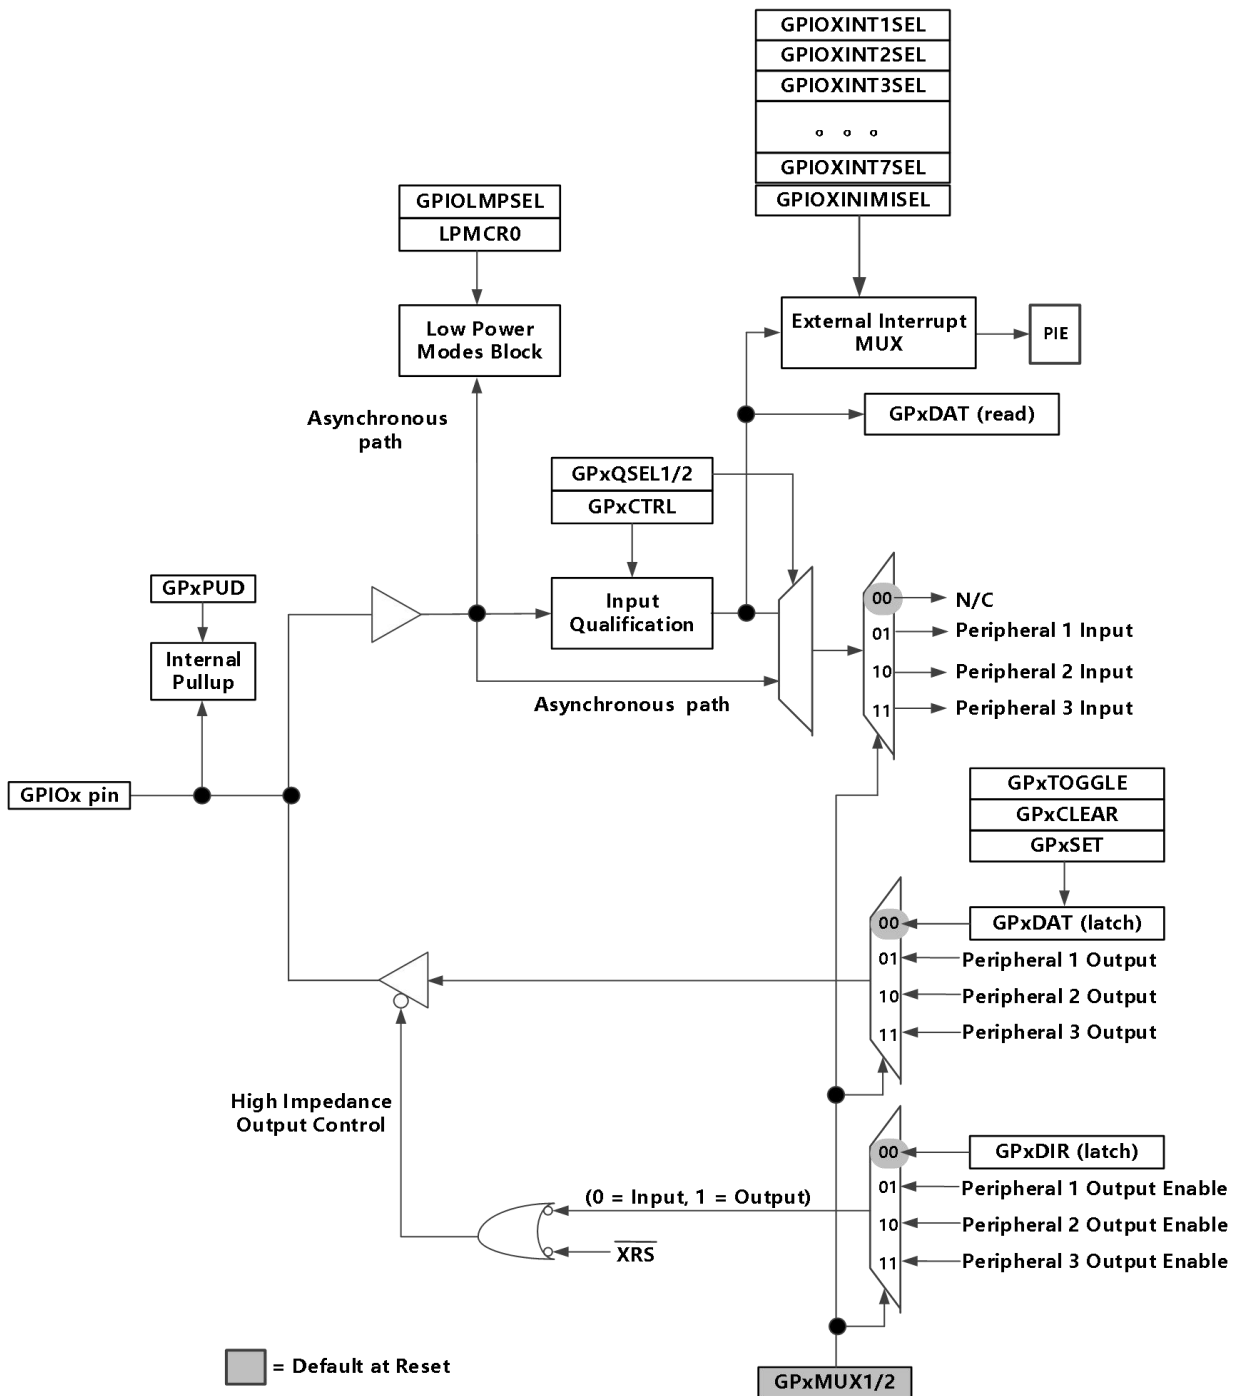 GPIOXINT1SEL
GPIOXINT2SEL
GPIOXINT3SEL
GPIOXINT7SEL
GPIOXINIMISEL
GPIOLMPSEL
LPMCR0
Low Power
Modes Block
External Interrupt
MUX
PIE
GPxDAT (read)
Asynchronous
path
GPxQSEL1/2
GPxCTRL
GPxPUD
Internal
Pullup
Input
Qualification
Asynchronous path
00
N/C
01
Peripheral 1 Input
10
Peripheral 2 Input
11
Peripheral 3 Input
GPIOx pin
GPxTOGGLE
GPxCLEAR
GPxSET
00
GPxDAT (latch)
01
Peripheral 1 Output
10
Peripheral 2 Output
11
Peripheral 3 Output
High Impedance
Output Control
00
GPxDIR (latch)
(0 = Input, 1 = Output)
01
Peripheral 1 Output Enable
10
Peripheral 2 Output Enable
XRS
11
Peripheral 3 Output Enable
= Default at Reset
GPxMUX1/2